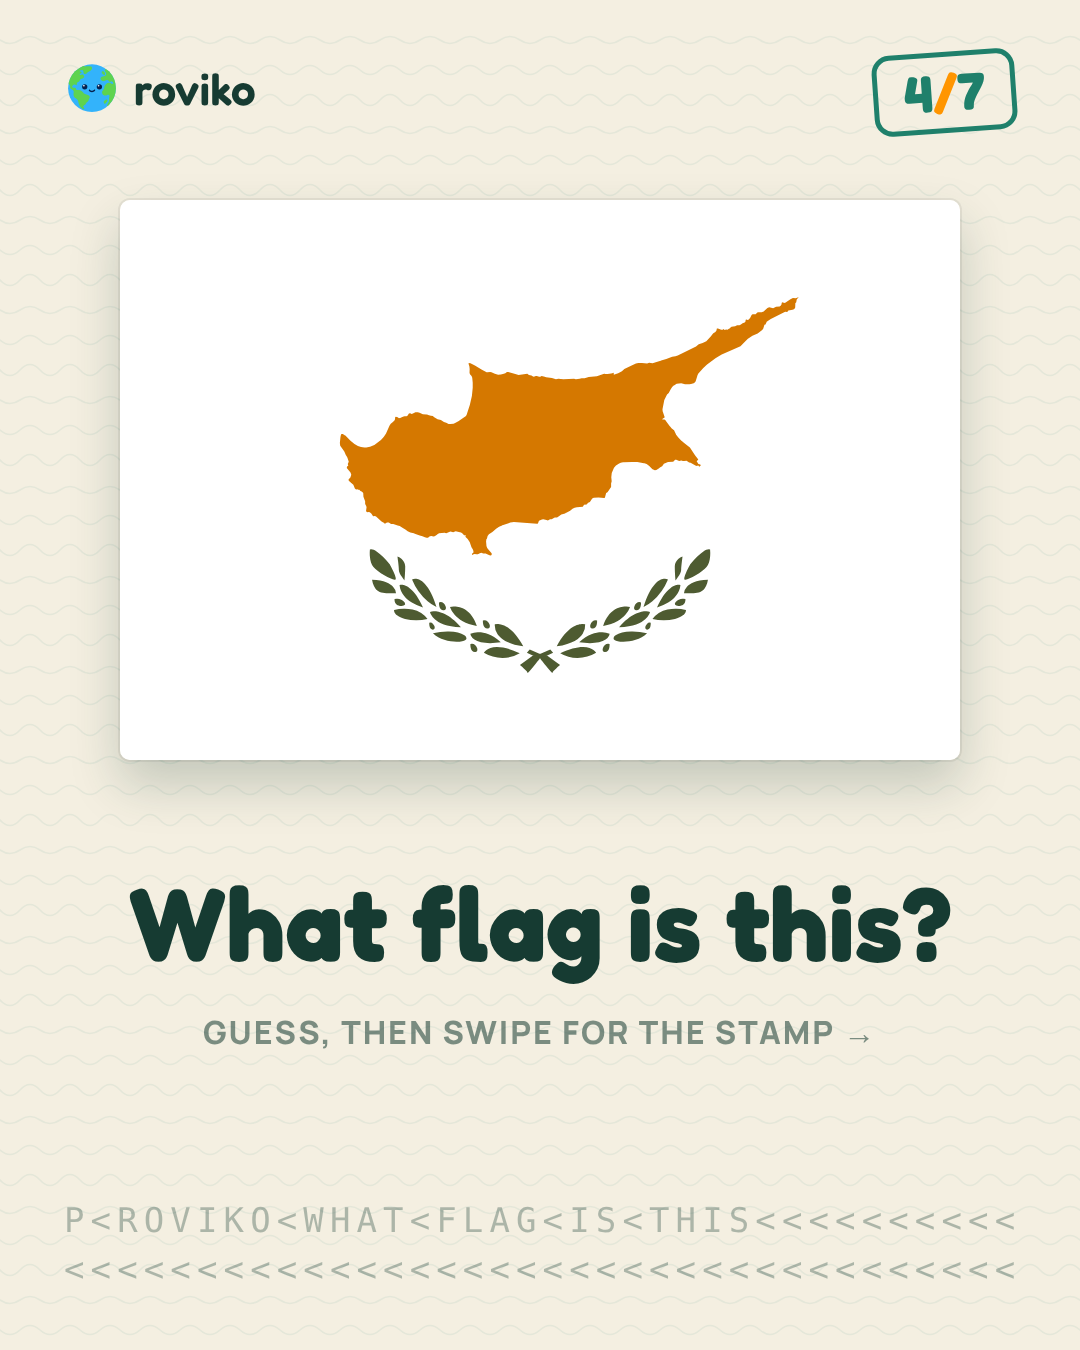 roviko
4/7
What flag is this?
GUESS, THEN SWIPE FOR THE STAMP →
P<ROVIKO<WHAT<FLAG<IS<THIS<<<<<<<<<<
<<<<<<<<<<<<<<<<<<<<<<<<<<<<<<<<<<<<